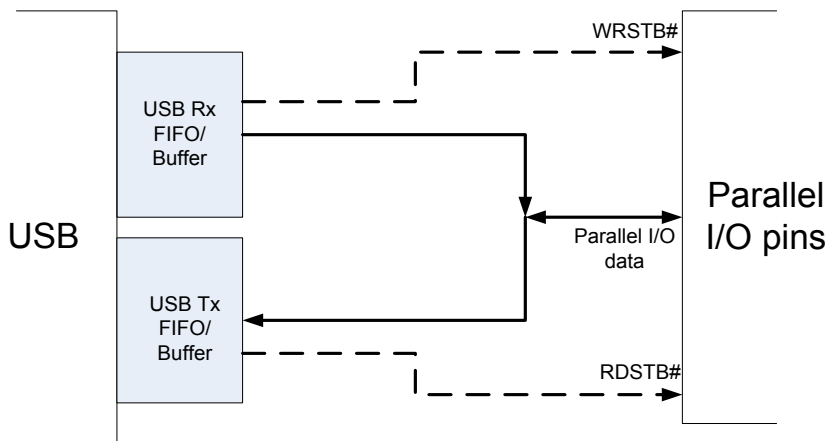 WRSTB#
USB Rx
FIFO/
Buffer
USB
Parallel
I/O pins
Parallel I/O
data
USB Tx
FIFO/
Buffer
RDSTB#